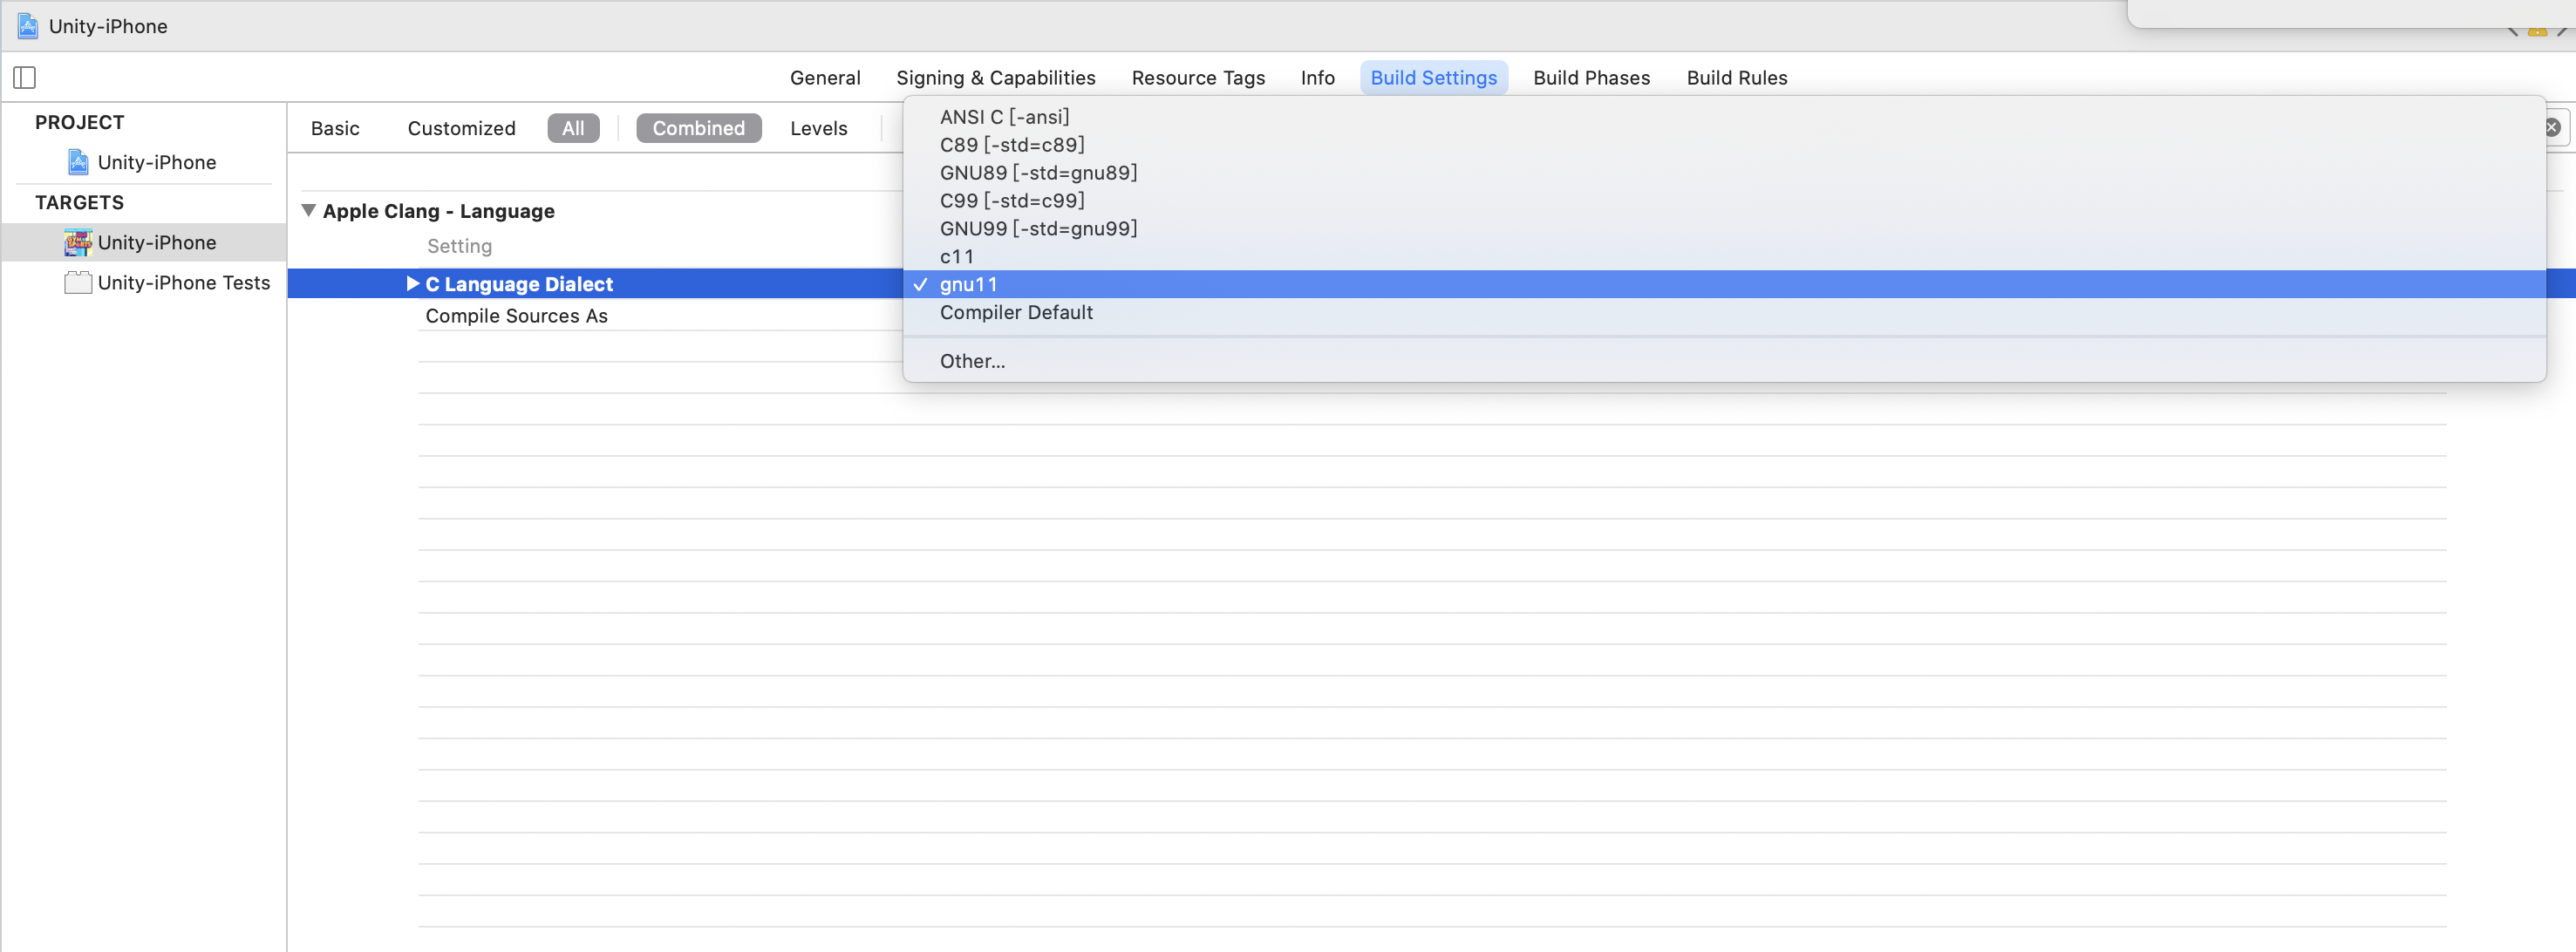 Unity-iPhone
General Signing & Capabilities Resource Tags Info Build Settings Build Phases Build Rules
PROJECT
Unity-iPhone
TARGETS
Unity-iPhone
Unity-iPhone Tests
Basic Customized All Combined Levels
Apple Clang - Language
Setting
C Language Dialect
Compile Sources As
ANSI C [-ansi]
C89 [-std=c89]
GNU89 [-std=gnu89]
C99 [-std=c99]
GNU99 [-std=gnu99]
c11
gnu11
Compiler Default
Other...